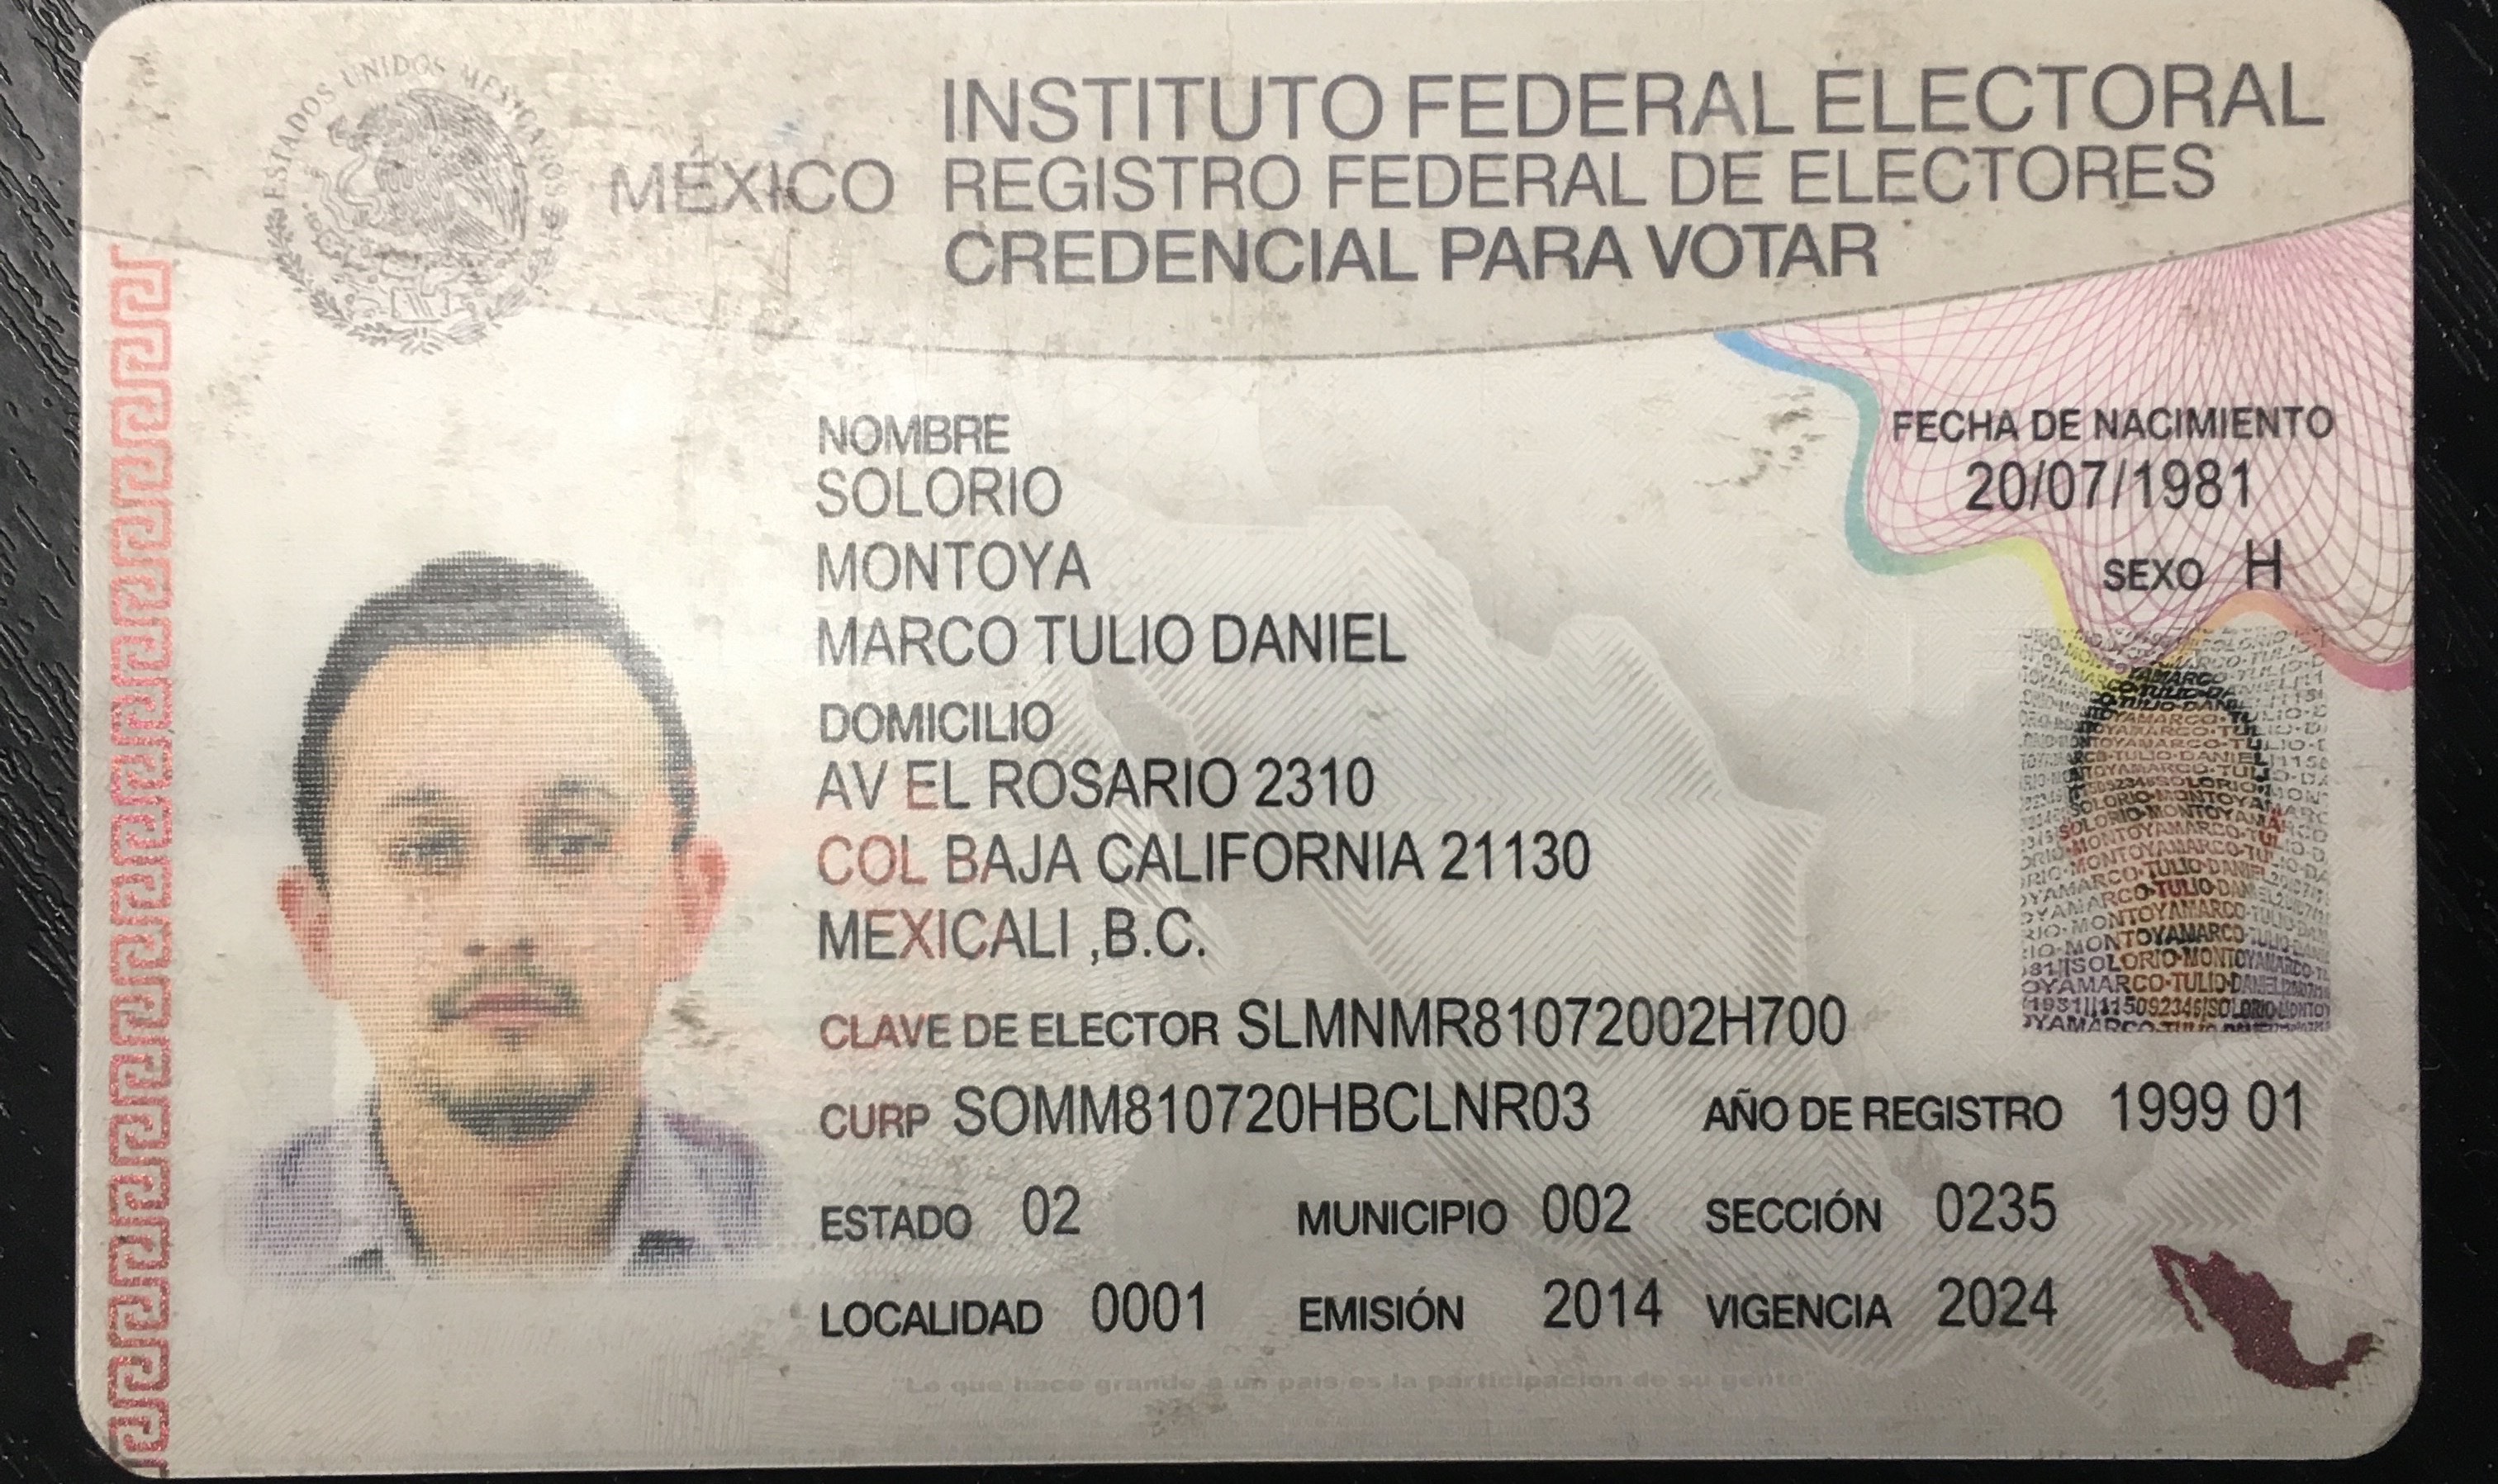 ESTADOS UNIDOS MEXICANOS
MÉXICO
INSTITUTO FEDERAL ELECTORAL
REGISTRO FEDERAL DE ELECTORES
CREDENCIAL PARA VOTAR
NOMBRE
SOLORIO
MONTOYA
MARCO TULIO DANIEL
FECHA DE NACIMIENTO
20/07/1981
SEXO H
DOMICILIO
AV EL ROSARIO 2310
COL BAJA CALIFORNIA 21130
MEXICALI ,B.C.
CLAVE DE ELECTOR SLMNMR81072002H700
CURP SOMM810720HBCLNR03 AÑO DE REGISTRO 1999 01
ESTADO 02 MUNICIPIO 002 SECCIÓN 0235
LOCALIDAD 0001 EMISIÓN 2014 VIGENCIA 2024
"Lo que hace grande a un país es la participación de su gente"